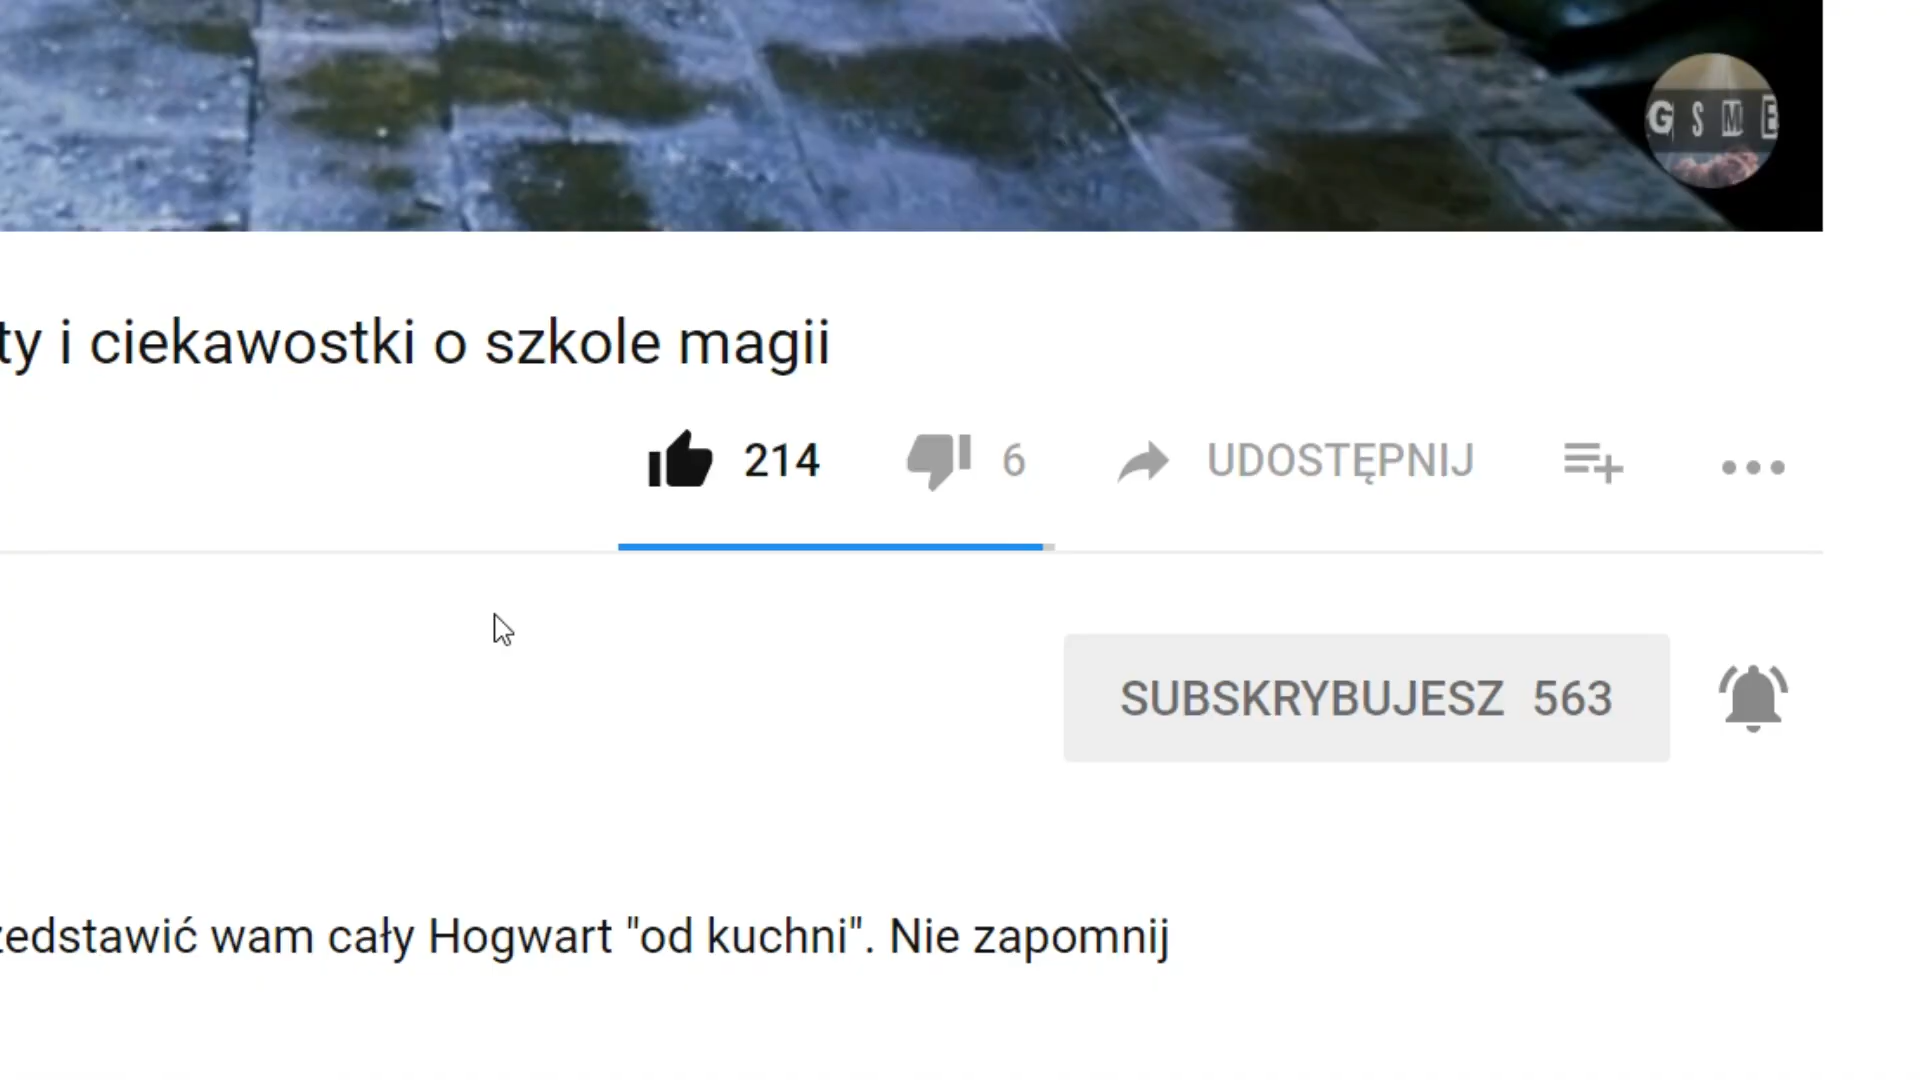 G S M E
ty i ciekawostki o szkole magii
214 6 UDOSTĘPNIJ
SUBSKRYBUJESZ 563
zedstawić wam cały Hogwart "od kuchni". Nie zapomnij